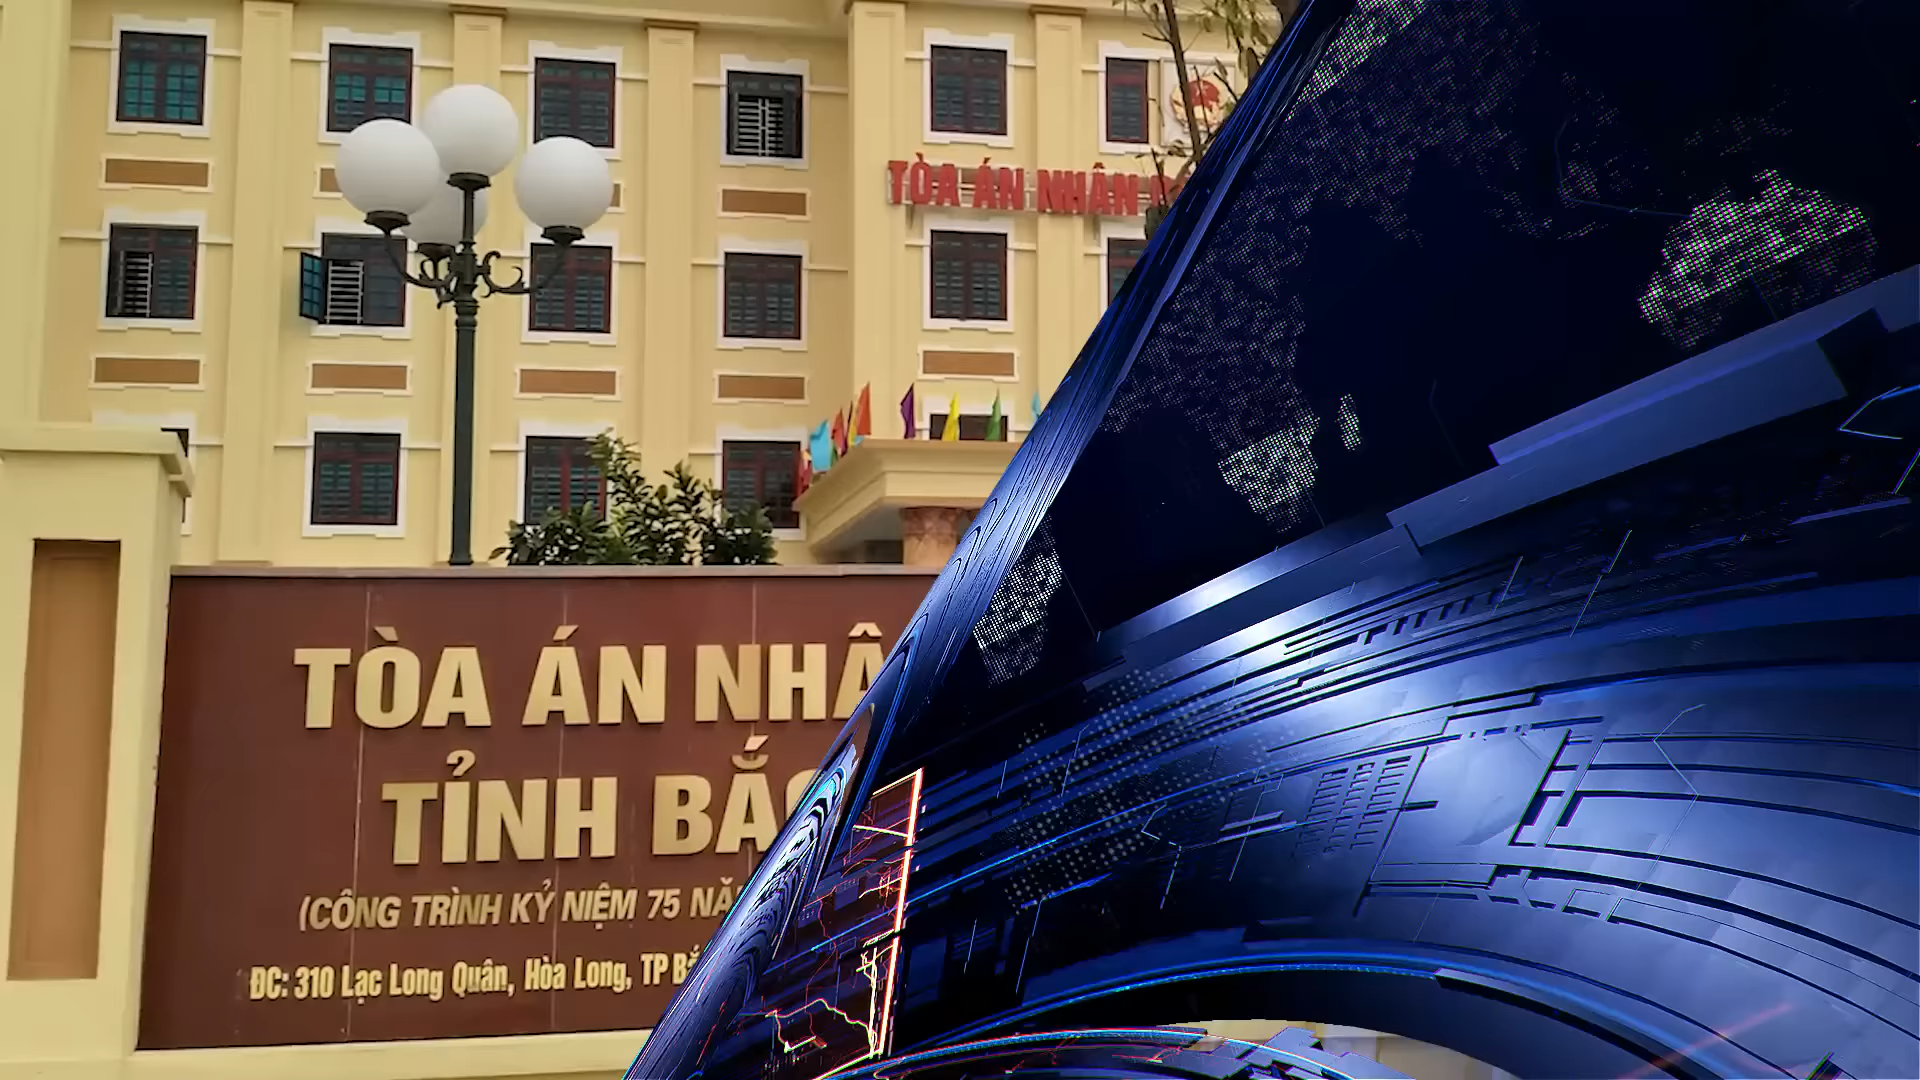 TÒA ÁN NHÂN
TÒA ÁN NHÂ
TỈNH BẮC
(CÔNG TRÌNH KỶ NIỆM 75 NĂ
ĐC: 310 Lạc Long Quân, Hòa Long, TP Bắ